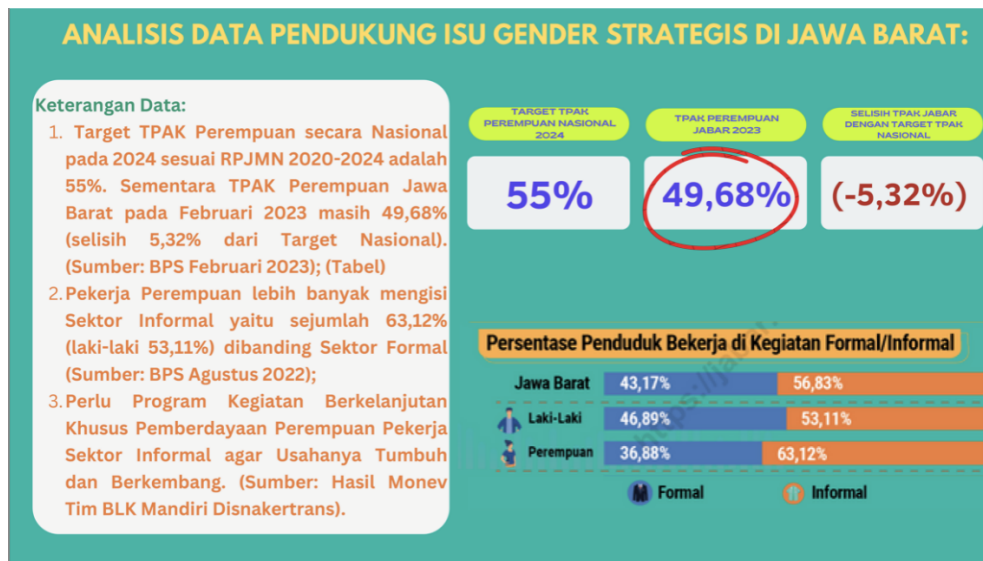 ANALISIS DATA PENDUKUNG ISU GENDER STRATEGIS DI JAWA BARAT:
Keterangan Data:
1. Target TPAK Perempuan secara Nasional
pada 2024 sesuai RPJMN 2020-2024 adalah
55%. Sementara TPAK Perempuan Jawa
Barat pada Februari 2023 masih 49,68%
(selisih 5,32% dari Target Nasional).
(Sumber: BPS Februari 2023); (Tabel)
2. Pekerja Perempuan lebih banyak mengisi
Sektor Informal yaitu sejumlah 63,12%
(laki-laki 53,11%) dibanding Sektor Formal
(Sumber: BPS Agustus 2022);
3. Perlu Program Kegiatan Berkelanjutan
Khusus Pemberdayaan Perempuan Pekerja
Sektor Informal agar Usahanya Tumbuh
dan Berkembang. (Sumber: Hasil Monev
Tim BLK Mandiri Disnakertrans).
TARGET TPAK
PEREMPUAN NASIONAL
2024
55%
TPAK PEREMPUAN
JABAR 2023
49,68%
SELISIH TPAK JABAR
DENGAN TARGET TPAK
NASIONAL
(-5,32%)
Persentase Penduduk Bekerja di Kegiatan Formal/Informal
Jawa Barat 43,17% 56,83%
Laki-Laki 46,89% 53,11%
Perempuan 36,88% 63,12%
Formal Informal
https://jabar.